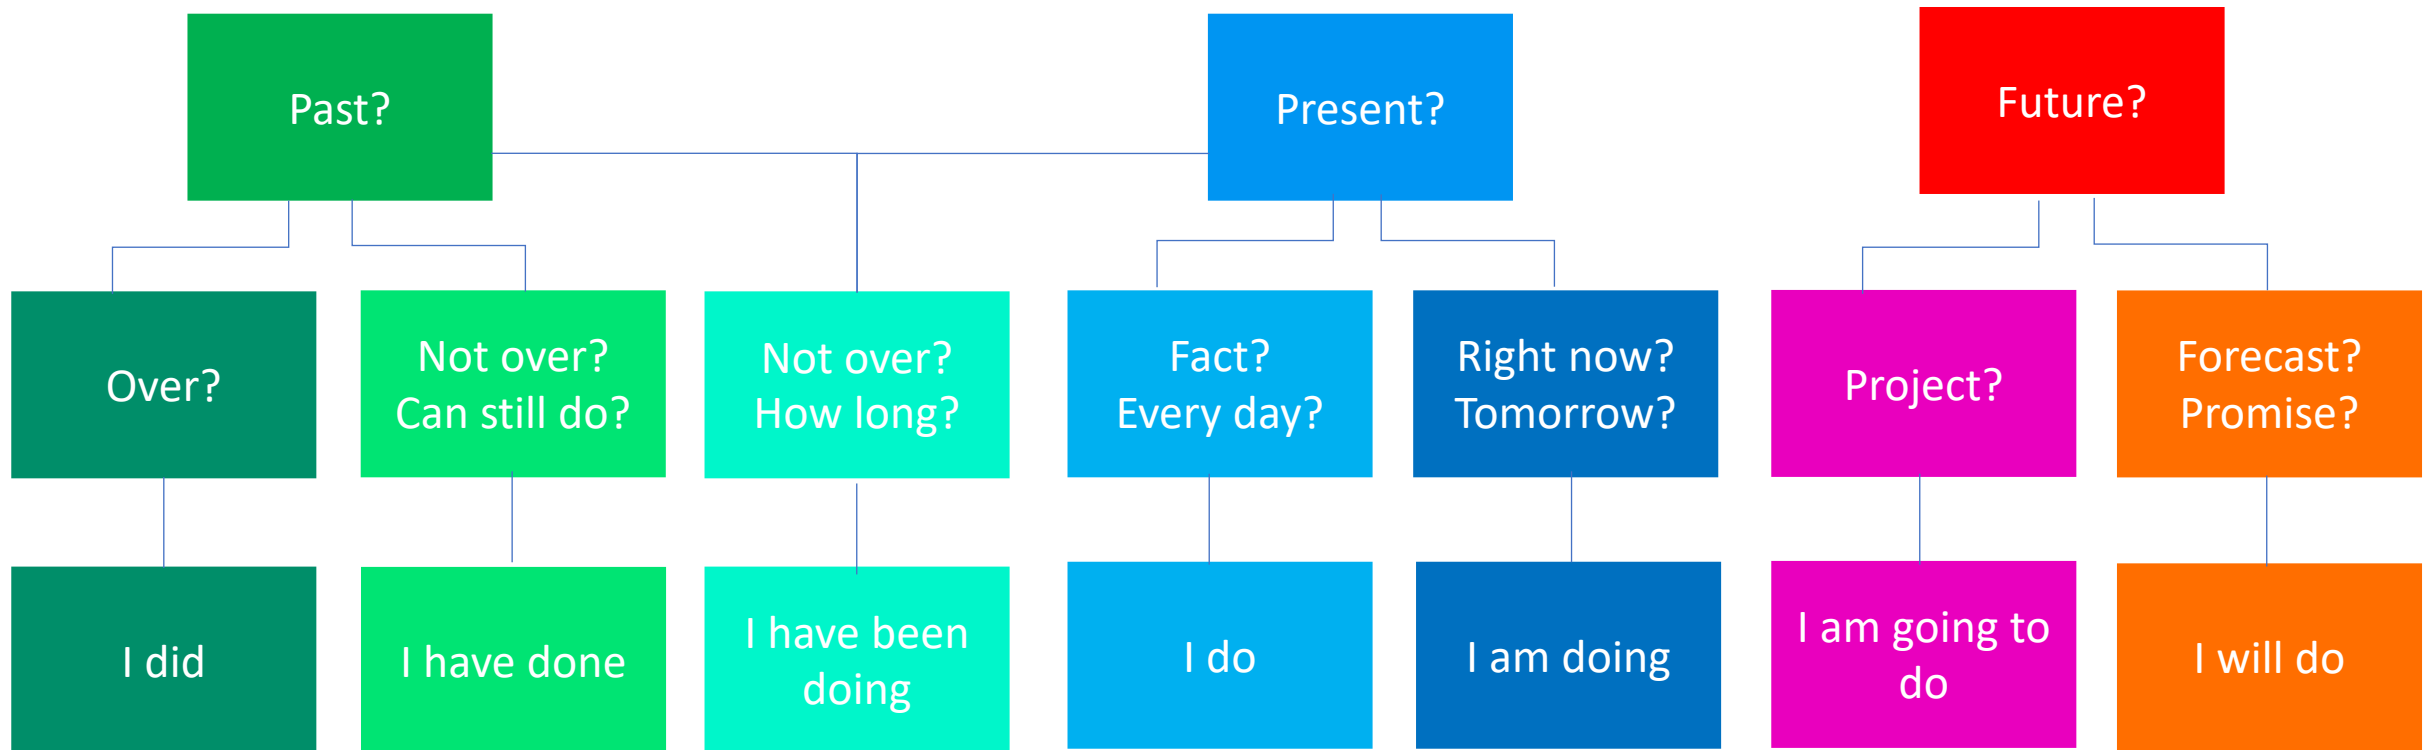 Past?
Present?
Future?
Over?
Not over?
Can still do?
Not over?
How long?
Fact?
Every day?
Right now?
Tomorrow?
Project?
Forecast?
Promise?
I did
I have done
I have been
doing
I do
I am doing
I am going to
do
I will do